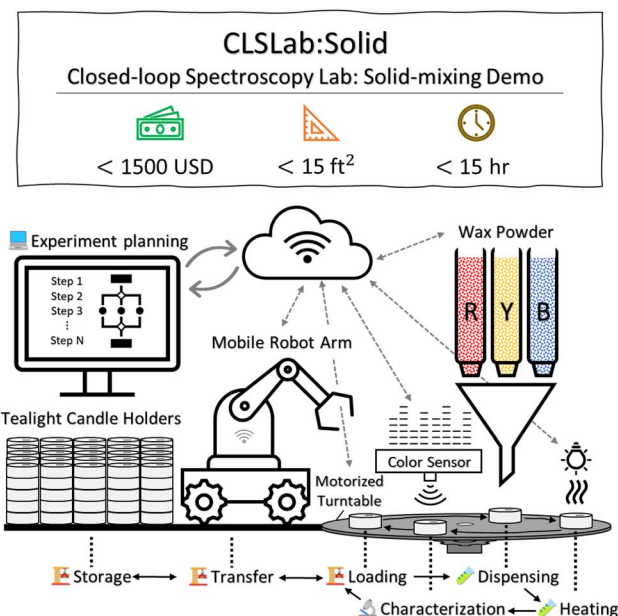 CLSLab:Solid
Closed-loop Spectroscopy Lab: Solid-mixing Demo
< 1500 USD
< 15 ft²
< 15 hr
Experiment planning
Step 1
Step 2
Step 3
⋮
Step N
Wax Powder
R Y B
Mobile Robot Arm
Tealight Candle Holders
Color Sensor
Motorized
Turntable
Storage Transfer Loading Dispensing
Characterization Heating